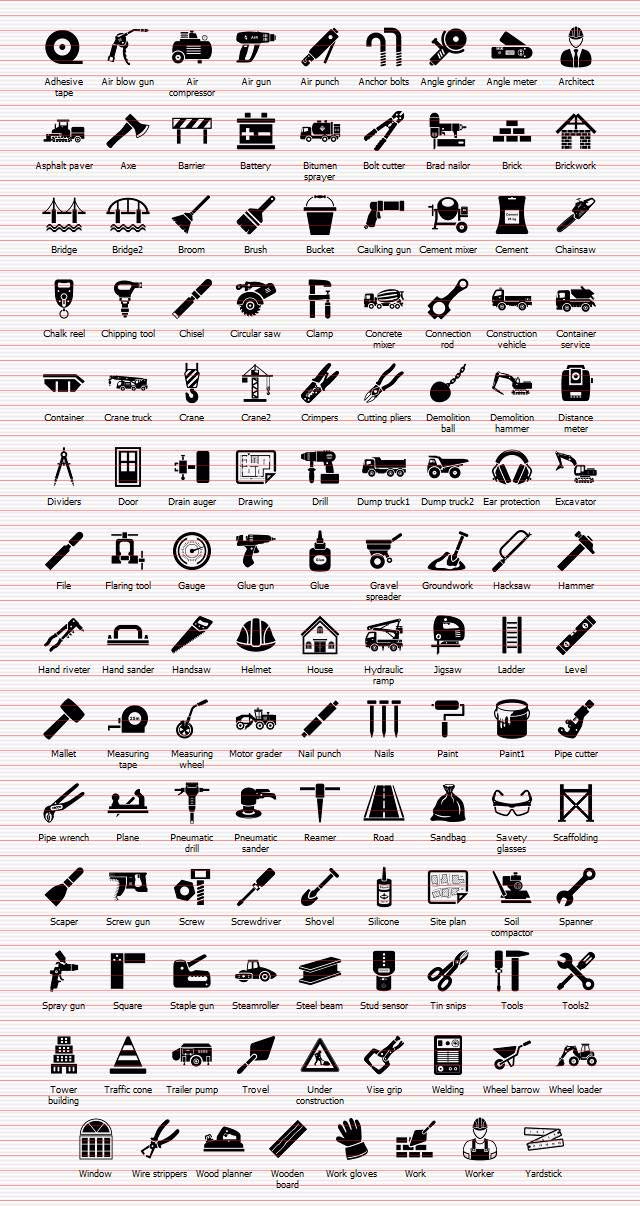 Adhesive tape
Air blow gun
Air compressor
Air gun
Air punch
Anchor bolts
Angle grinder
Angle meter
Architect
Asphalt paver
Axe
Barrier
Battery
Bitumen sprayer
Bolt cutter
Brad nailor
Brick
Brickwork
Bridge
Bridge2
Broom
Brush
Bucket
Caulking gun
Cement mixer
Cement
Chainsaw
Chalk reel
Chipping tool
Chisel
Circular saw
Clamp
Concrete mixer
Connection rod
Construction vehicle
Container service
Container
Crane truck
Crane
Crane2
Crimpers
Cutting pliers
Demolition ball
Demolition hammer
Distance meter
Dividers
Door
Drain auger
Drawing
Drill
Dump truck1
Dump truck2
Ear protection
Excavator
File
Flaring tool
Gauge
Glue gun
Glue
Gravel spreader
Groundwork
Hacksaw
Hammer
Hand riveter
Hand sander
Handsaw
Helmet
House
Hydraulic ramp
Jigsaw
Ladder
Level
Mallet
Measuring tape
Measuring wheel
Motor grader
Nail punch
Nails
Paint
Paint1
Pipe cutter
Pipe wrench
Plane
Pneumatic drill
Pneumatic sander
Reamer
Road
Sandbag
Savety glasses
Scaffolding
Scaper
Screw gun
Screw
Screwdriver
Shovel
Silicone
Site plan
Soil compactor
Spanner
Spray gun
Square
Staple gun
Steamroller
Steel beam
Stud sensor
Tin snips
Tools
Tools2
Tower building
Traffic cone
Trailer pump
Trovel
Under construction
Vise grip
Welding
Wheel barrow
Wheel loader
Window
Wire strippers
Wood planner
Wooden board
Work gloves
Work
Worker
Yardstick